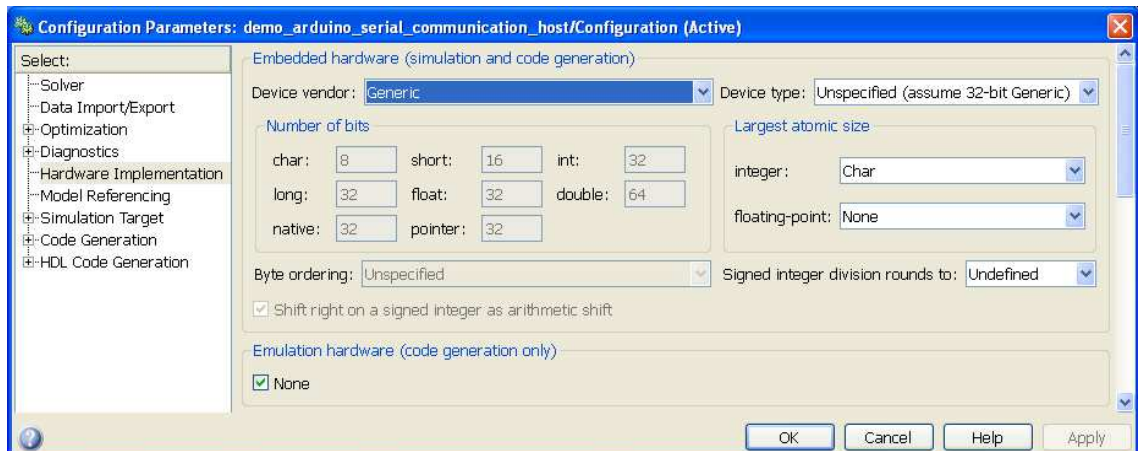 Configuration Parameters: demo_arduino_serial_communication_host/Configuration (Active)
Select:
Solver
Data Import/Export
Optimization
Diagnostics
Hardware Implementation
Model Referencing
Simulation Target
Code Generation
HDL Code Generation
Embedded hardware (simulation and code generation)
Device vendor: Generic Device type: Unspecified (assume 32-bit Generic)
Number of bits
char: 8 short: 16 int: 32
long: 32 float: 32 double: 64
native: 32 pointer: 32
Largest atomic size
integer: Char
floating-point: None
Byte ordering: Unspecified Signed integer division rounds to: Undefined
Shift right on a signed integer as arithmetic shift
Emulation hardware (code generation only)
None
OK Cancel Help Apply